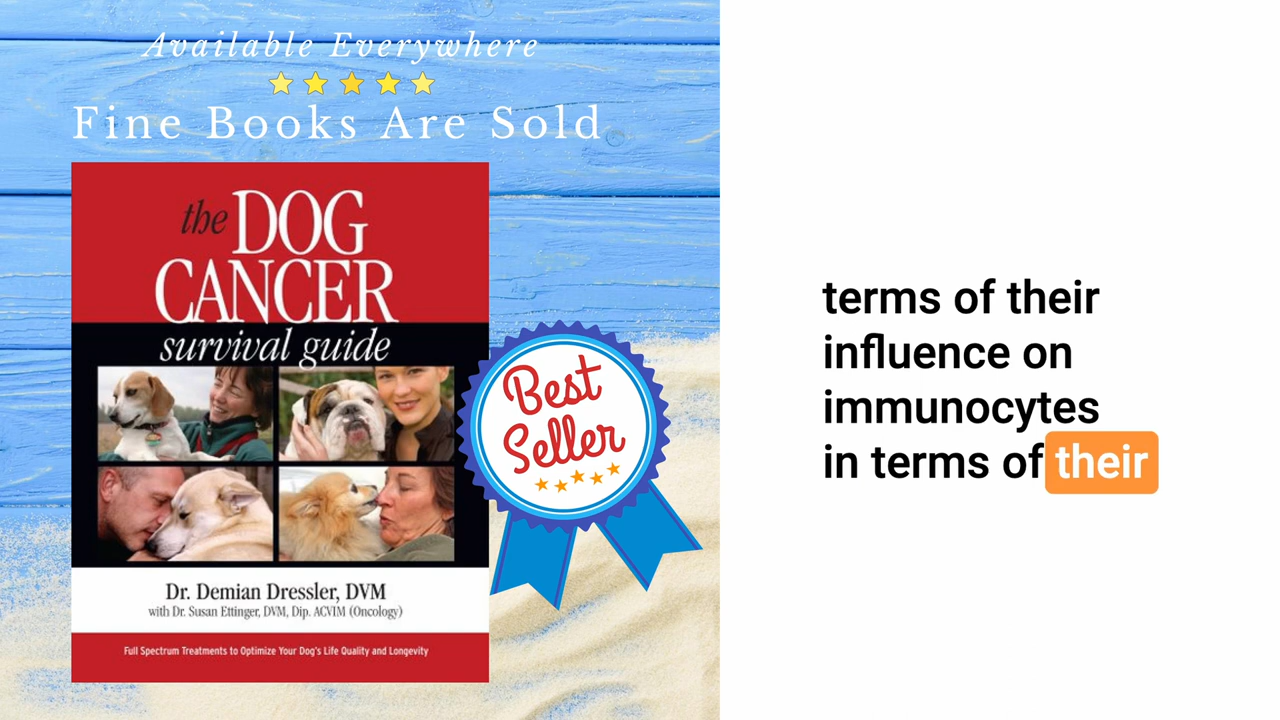 Available Everywhere
Fine Books Are Sold
the DOG
CANCER
survival guide
Best
Seller
Dr. Demian Dressler, DVM
with Dr. Susan Ettinger, DVM, Dip. ACVIM (Oncology)
Full Spectrum Treatments to Optimize Your Dog's Life Quality and Longevity
terms of their
influence on
immunocytes
in terms of their